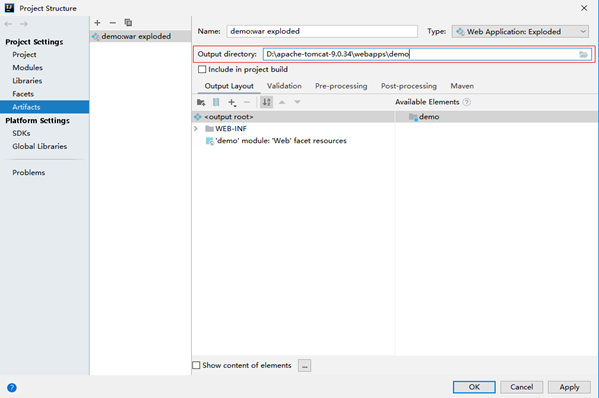 Project Structure
Project Settings
Project
Modules
Libraries
Facets
Artifacts
Platform Settings
SDKs
Global Libraries
Problems
demo:war exploded
Name: demo:war exploded Type: Web Application: Exploded
Output directory: D:\apache-tomcat-9.0.34\webapps\demo
Include in project build
Output Layout Validation Pre-processing Post-processing Maven
Available Elements ?
<output root> demo
WEB-INF
'demo' module: 'Web' facet resources
Show content of elements ...
? OK Cancel Apply